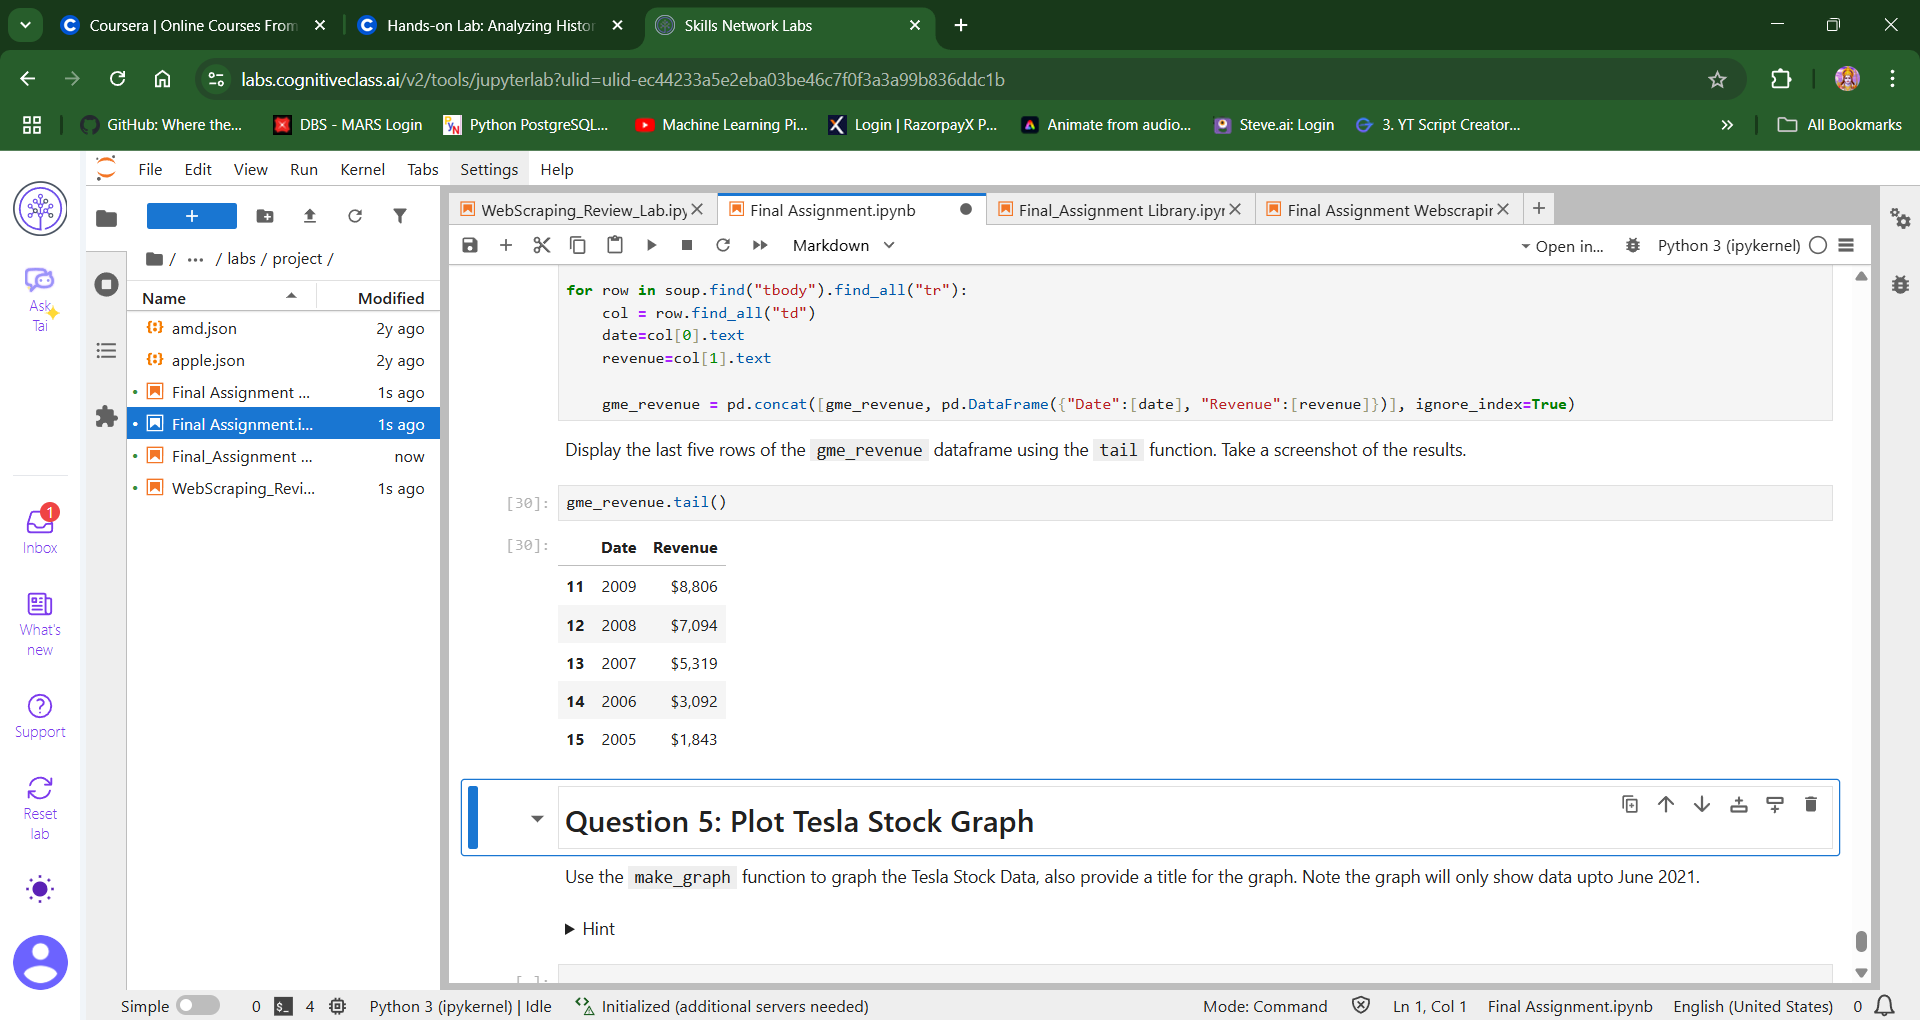 Coursera | Online Courses From
Hands-on Lab: Analyzing Histor
Skills Network Labs
labs.cognitiveclass.ai/v2/tools/jupyterlab?ulid=ulid-ec44233a5e2eba03be46c7f0f3a3a99b836ddc1b
GitHub: Where the...
DBS - MARS Login
Python PostgreSQL...
Machine Learning Pi...
Login | RazorpayX P...
Animate from audio...
Steve.ai: Login
3. YT Script Creator...
All Bookmarks
File Edit View Run Kernel Tabs Settings Help
Ask
Tai
1
Inbox
What's
new
Support
Reset
lab
/ ... / labs / project /
Name Modified
amd.json 2y ago
apple.json 2y ago
Final Assignment ... 1s ago
Final Assignment.i... 1s ago
Final_Assignment ... now
WebScraping_Revi... 1s ago
WebScraping_Review_Lab.ipy
Final Assignment.ipynb
Final_Assignment Library.ipyr
Final Assignment Webscrapir
Markdown
Open in...
Python 3 (ipykernel)
for row in soup.find("tbody").find_all("tr"):
col = row.find_all("td")
date=col[0].text
revenue=col[1].text
gme_revenue = pd.concat([gme_revenue, pd.DataFrame({"Date":[date], "Revenue":[revenue]})], ignore_index=True)
Display the last five rows of the gme_revenue dataframe using the tail function. Take a screenshot of the results.
[30]: gme_revenue.tail()
[30]: Date Revenue
11 2009 $8,806
12 2008 $7,094
13 2007 $5,319
14 2006 $3,092
15 2005 $1,843
Question 5: Plot Tesla Stock Graph
Use the make_graph function to graph the Tesla Stock Data, also provide a title for the graph. Note the graph will only show data upto June 2021.
Hint
[ ]:
Simple 0 $_ 4 Python 3 (ipykernel) | Idle Initialized (additional servers needed) Mode: Command Ln 1, Col 1 Final Assignment.ipynb English (United States) 0